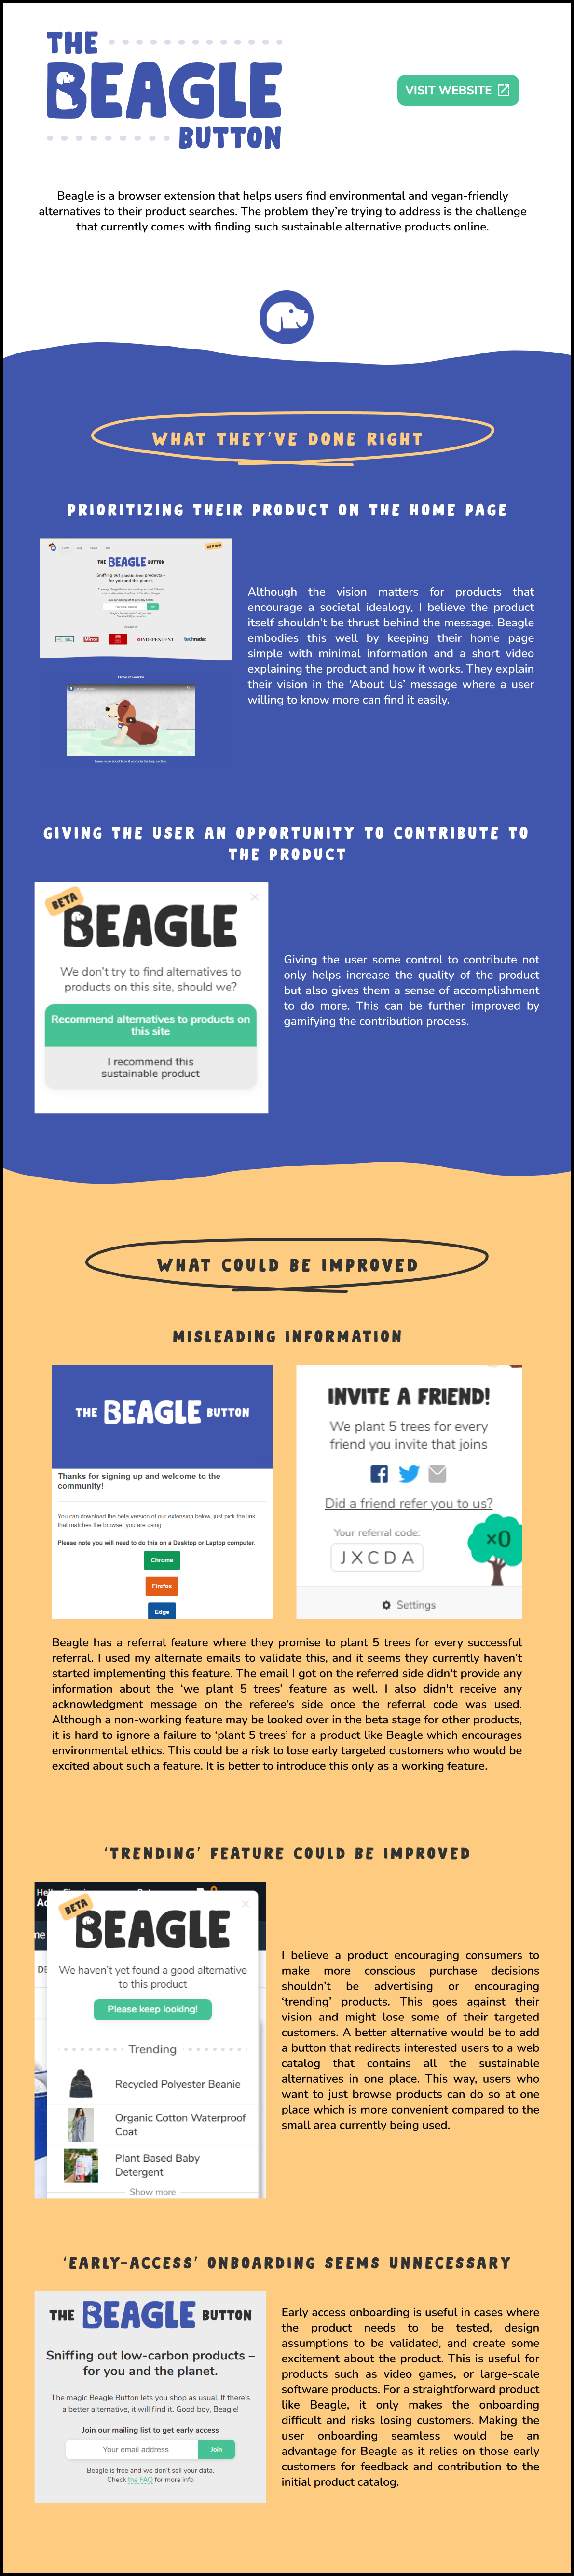 THE
BEAGLE
BUTTON
VISIT WEBSITE
Beagle is a browser extension that helps users find environmental and vegan-friendly
alternatives to their product searches. The problem they're trying to address is the challenge
that currently comes with finding such sustainable alternative products online.
WHAT THEY'VE DONE RIGHT
PRIORITIZING THEIR PRODUCT ON THE HOME PAGE
THE BEAGLE BUTTON
Sniffing out plastic-free products –
for you and the planet.
Mirror
INDEPENDENT
techradar
How it works
Although the vision matters for products that
encourage a societal idealogy, I believe the product
itself shouldn't be thrust behind the message. Beagle
embodies this well by keeping their home page
simple with minimal information and a short video
explaining the product and how it works. They explain
their vision in the 'About Us' message where a user
willing to know more can find it easily.
GIVING THE USER AN OPPORTUNITY TO CONTRIBUTE TO
THE PRODUCT
BETA
BEAGLE
We don't try to find alternatives to
products on this site, should we?
Recommend alternatives to products on
this site
I recommend this
sustainable product
Giving the user some control to contribute not
only helps increase the quality of the product
but also gives them a sense of accomplishment
to do more. This can be further improved by
gamifying the contribution process.
WHAT COULD BE IMPROVED
MISLEADING INFORMATION
THE BEAGLE BUTTON
Thanks for signing up and welcome to the
community!
You can download the beta version of our extension below, just pick the link
that matches the browser you are using
Please note you will need to do this on a Desktop or Laptop computer.
Chrome
Firefox
Edge
INVITE A FRIEND!
We plant 5 trees for every
friend you invite that joins
Did a friend refer you to us?
Your referral code:
JXCDA
×0
Settings
Beagle has a referral feature where they promise to plant 5 trees for every successful
referral. I used my alternate emails to validate this, and it seems they currently haven't
started implementing this feature. The email I got on the referred side didn't provide any
information about the 'we plant 5 trees' feature as well. I also didn't receive any
acknowledgment message on the referee's side once the referral code was used.
Although a non-working feature may be looked over in the beta stage for other products,
it is hard to ignore a failure to 'plant 5 trees' for a product like Beagle which encourages
environmental ethics. This could be a risk to lose early targeted customers who would be
excited about such a feature. It is better to introduce this only as a working feature.
'TRENDING' FEATURE COULD BE IMPROVED
BETA
BEAGLE
We haven't yet found a good alternative
to this product
Please keep looking!
Trending
Recycled Polyester Beanie
Organic Cotton Waterproof
Coat
Plant Based Baby
Detergent
Show more
I believe a product encouraging consumers to
make more conscious purchase decisions
shouldn't be advertising or encouraging
'trending' products. This goes against their
vision and might lose some of their targeted
customers. A better alternative would be to add
a button that redirects interested users to a web
catalog that contains all the sustainable
alternatives in one place. This way, users who
want to just browse products can do so at one
place which is more convenient compared to the
small area currently being used.
'EARLY-ACCESS' ONBOARDING SEEMS UNNECESSARY
THE BEAGLE BUTTON
Sniffing out low-carbon products –
for you and the planet.
The magic Beagle Button lets you shop as usual. If there's
a better alternative, it will find it. Good boy, Beagle!
Join our mailing list to get early access
Your email address
Join
Beagle is free and we don't sell your data.
Check the FAQ for more info
Early access onboarding is useful in cases where
the product needs to be tested, design
assumptions to be validated, and create some
excitement about the product. This is useful for
products such as video games, or large-scale
software products. For a straightforward product
like Beagle, it only makes the onboarding
difficult and risks losing customers. Making the
user onboarding seamless would be an
advantage for Beagle as it relies on those early
customers for feedback and contribution to the
initial product catalog.